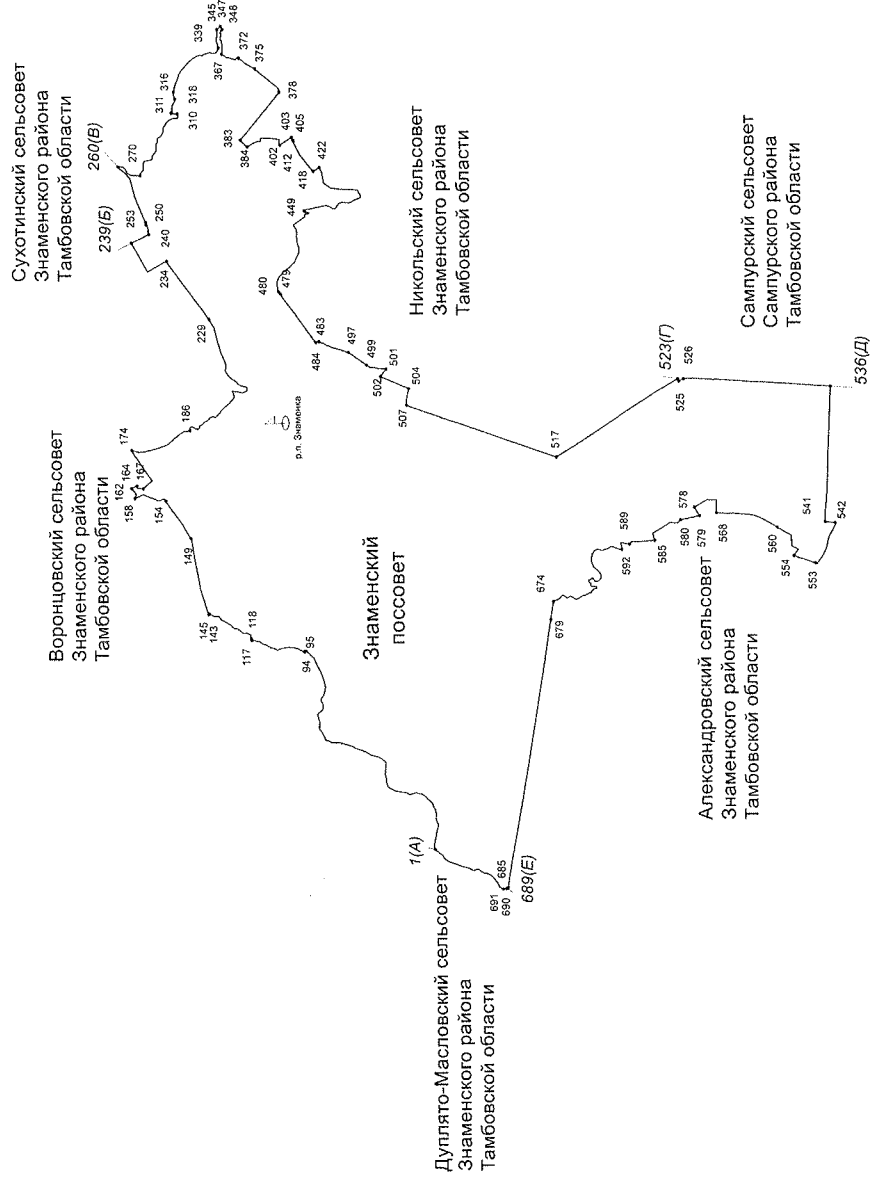 Сухотинский сельсовет
Знаменского района
Тамбовской области
Воронцовский сельсовет
Знаменского района
Тамбовской области
Дуплято-Масловский сельсовет
Знаменского района
Тамбовской области
Знаменский
поссовет
р.п. Знаменка
Никольский сельсовет
Знаменского района
Тамбовской области
Александровский сельсовет
Знаменского района
Тамбовской области
Сампурский сельсовет
Сампурского района
Тамбовской области
1(А)
94
95
117
118
143
145
149
154
158
162
164
167
174
186
229
234
239(Б)
240
250
253
260(В)
270
310
311
316
318
339
345
347
348
367
372
375
378
383
384
402
403
405
412
418
422
449
479
480
483
484
497
499
501
502
504
507
517
523(Г)
525
526
536(Д)
541
542
553
554
560
568
578
579
580
585
589
592
674
679
685
689(Е)
690
691